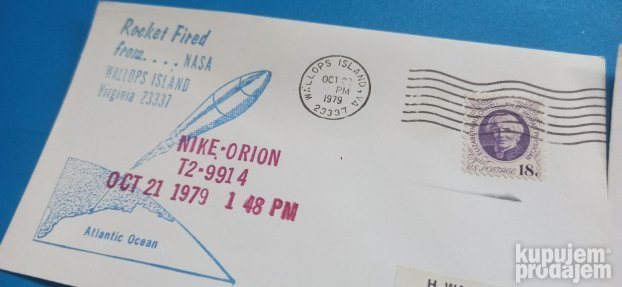 Rocket Fired
from.... NASA
WALLOPS ISLAND
Virginia 23337
WALLOPS ISLAND, VA
OCT
PM
1979
23337
18c
U.S. POSTAGE
NIKE-ORION
T2-9914
OCT 21 1979 1 48 PM
Atlantic Ocean
kupujem
prodajem